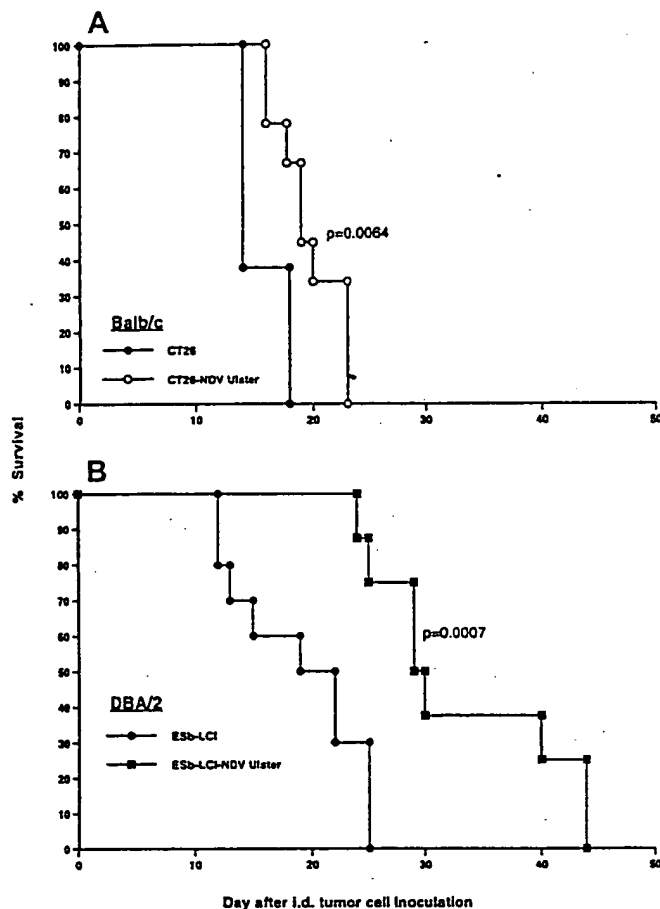 A
100
90
80
70
60
50
40
30
20
10
0
p=0.0064
Balb/c
CT26
CT26-NDV Ulster
0 10 20 30 40 50
% Survival
B
100
90
80
70
60
50
40
30
20
10
0
p=0.0007
DBA/2
ESb-LCI
ESb-LCI-NDV Ulster
0 10 20 30 40 50
Day after i.d. tumor cell inoculation